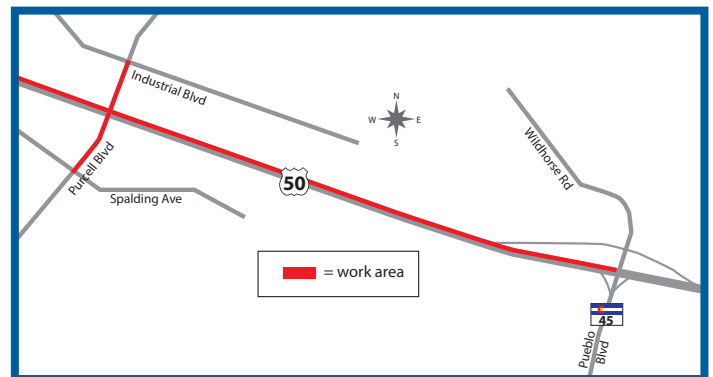 Industrial Blvd
N
W
E
S
Wildhorse Rd
Purcell Blvd
50
Spalding Ave
= work area
45
Pueblo
Blvd